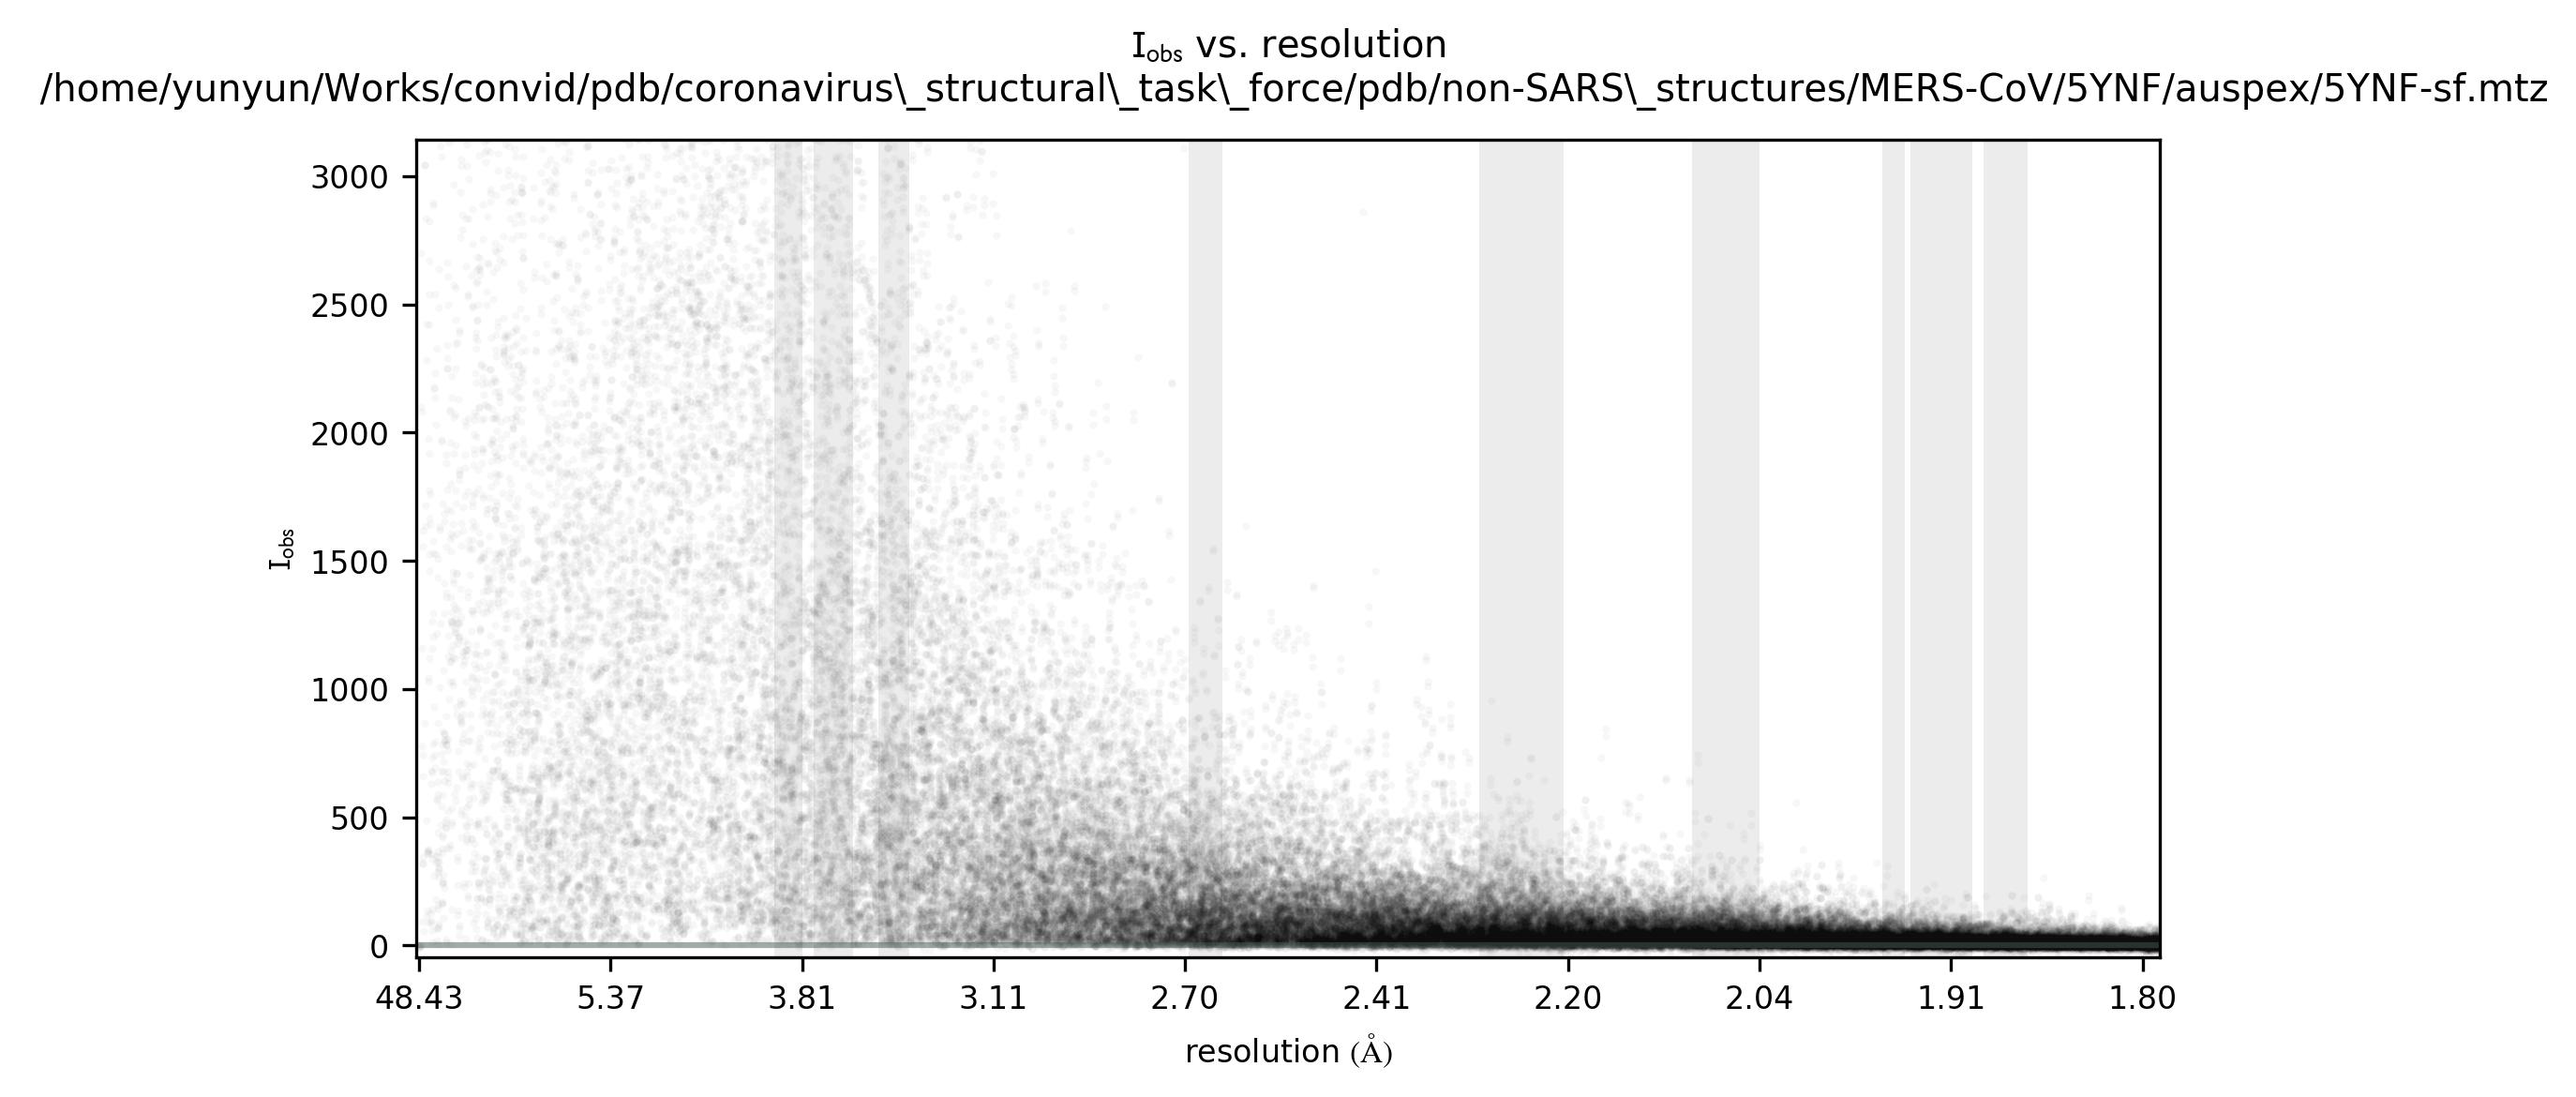 Iobs vs. resolution
/home/yunyun/Works/convid/pdb/coronavirus\_structural\_task\_force/pdb/non-SARS\_structures/MERS-CoV/5YNF/auspex/5YNF-sf.mtz
3000
2500
2000
1500
1000
500
0
Iobs
48.43 5.37 3.81 3.11 2.70 2.41 2.20 2.04 1.91 1.80
resolution (Å)